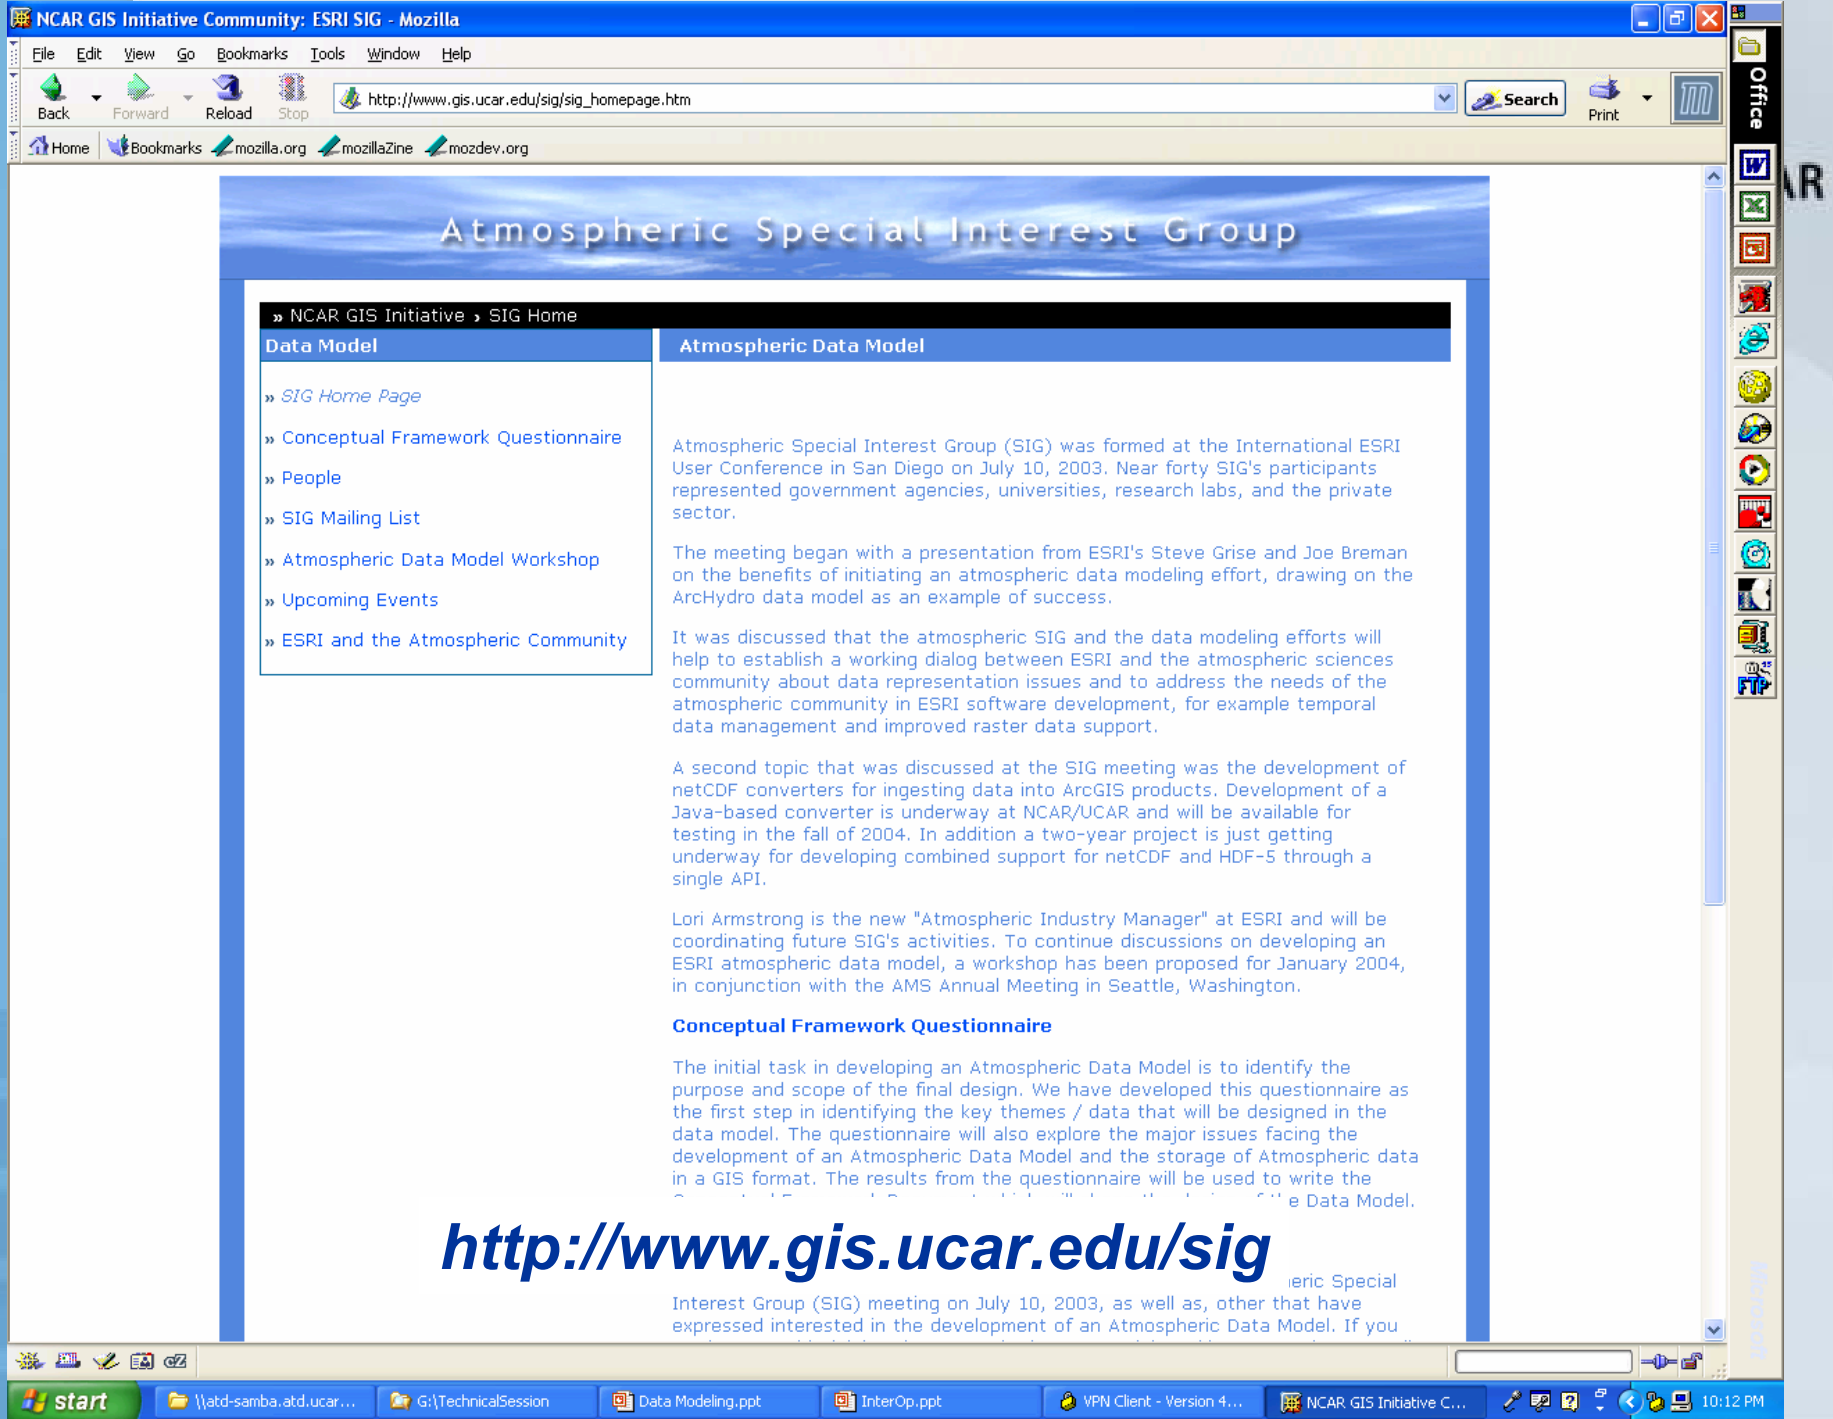 NCAR GIS Initiative Community: ESRI SIG - Mozilla
File Edit View Go Bookmarks Tools Window Help
Back Forward Reload Stop http://www.gis.ucar.edu/sig/sig_homepage.htm Search Print
Home Bookmarks mozilla.org mozillaZine mozdev.org
Office
Atmospheric Special Interest Group
» NCAR GIS Initiative › SIG Home
Data Model
» SIG Home Page
» Conceptual Framework Questionnaire
» People
» SIG Mailing List
» Atmospheric Data Model Workshop
» Upcoming Events
» ESRI and the Atmospheric Community
Atmospheric Data Model
Atmospheric Special Interest Group (SIG) was formed at the International ESRI
User Conference in San Diego on July 10, 2003. Near forty SIG's participants
represented government agencies, universities, research labs, and the private
sector.
The meeting began with a presentation from ESRI's Steve Grise and Joe Breman
on the benefits of initiating an atmospheric data modeling effort, drawing on the
ArcHydro data model as an example of success.
It was discussed that the atmospheric SIG and the data modeling efforts will
help to establish a working dialog between ESRI and the atmospheric sciences
community about data representation issues and to address the needs of the
atmospheric community in ESRI software development, for example temporal
data management and improved raster data support.
A second topic that was discussed at the SIG meeting was the development of
netCDF converters for ingesting data into ArcGIS products. Development of a
Java-based converter is underway at NCAR/UCAR and will be available for
testing in the fall of 2004. In addition a two-year project is just getting
underway for developing combined support for netCDF and HDF-5 through a
single API.
Lori Armstrong is the new "Atmospheric Industry Manager" at ESRI and will be
coordinating future SIG's activities. To continue discussions on developing an
ESRI atmospheric data model, a workshop has been proposed for January 2004,
in conjunction with the AMS Annual Meeting in Seattle, Washington.
Conceptual Framework Questionnaire
The initial task in developing an Atmospheric Data Model is to identify the
purpose and scope of the final design. We have developed this questionnaire as
the first step in identifying the key themes / data that will be designed in the
data model. The questionnaire will also explore the major issues facing the
development of an Atmospheric Data Model and the storage of Atmospheric data
in a GIS format. The results from the questionnaire will be used to write the
e Data Model.
http://www.gis.ucar.edu/sig
eric Special
Interest Group (SIG) meeting on July 10, 2003, as well as, other that have
expressed interested in the development of an Atmospheric Data Model. If you
FTP
Microsoft
start \\atd-samba.atd.ucar... G:\TechnicalSession Data Modeling.ppt InterOp.ppt VPN Client - Version 4... NCAR GIS Initiative C... 10:12 PM